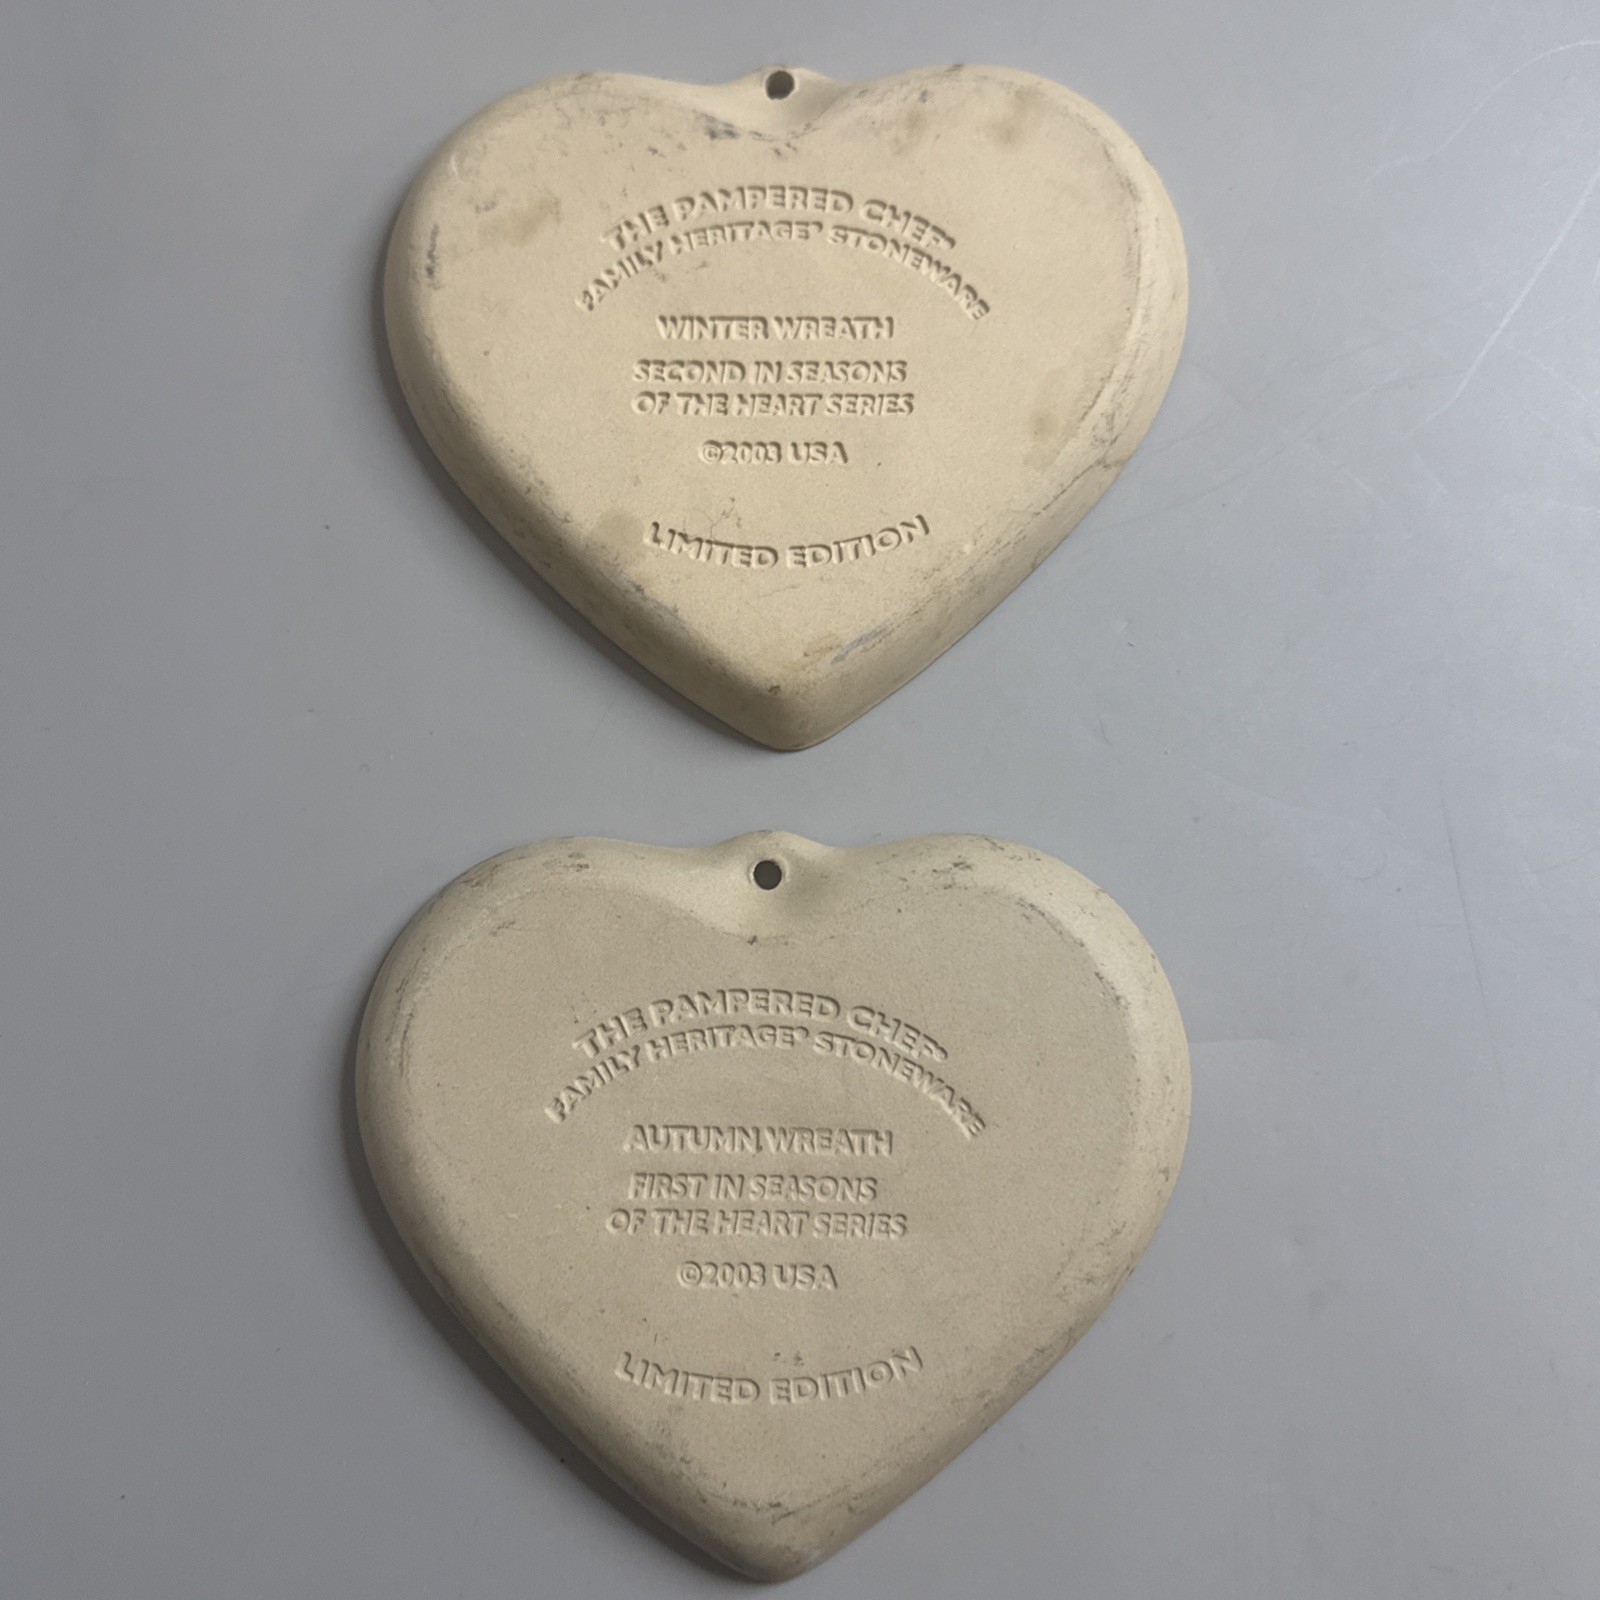 THE PAMPERED CHEF®
FAMILY HERITAGE® STONEWARE
WINTER WREATH
SECOND IN SEASONS
OF THE HEART SERIES
©2003 USA
LIMITED EDITION
THE PAMPERED CHEF®
FAMILY HERITAGE® STONEWARE
AUTUMN WREATH
FIRST IN SEASONS
OF THE HEART SERIES
©2003 USA
LIMITED EDITION